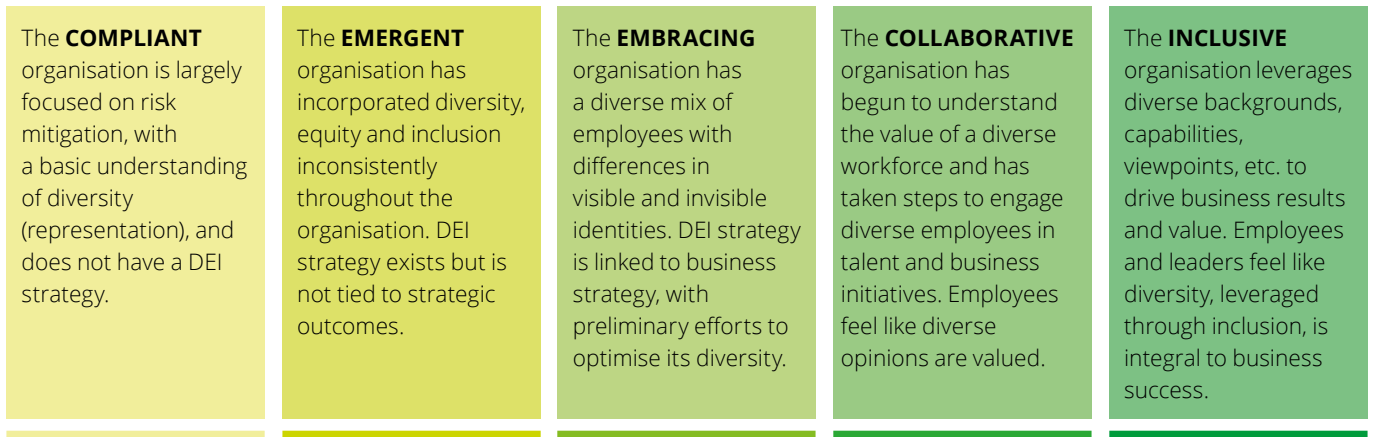 The COMPLIANT
organisation is largely
focused on risk
mitigation, with
a basic understanding
of diversity
(representation), and
does not have a DEI
strategy.
The EMERGENT
organisation has
incorporated diversity,
equity and inclusion
inconsistently
throughout the
organisation. DEI
strategy exists but is
not tied to strategic
outcomes.
The EMBRACING
organisation has
a diverse mix of
employees with
differences in
visible and invisible
identities. DEI strategy
is linked to business
strategy, with
preliminary efforts to
optimise its diversity.
The COLLABORATIVE
organisation has
begun to understand
the value of a diverse
workforce and has
taken steps to engage
diverse employees in
talent and business
initiatives. Employees
feel like diverse
opinions are valued.
The INCLUSIVE
organisation leverages
diverse backgrounds,
capabilities,
viewpoints, etc. to
drive business results
and value. Employees
and leaders feel like
diversity, leveraged
through inclusion, is
integral to business
success.